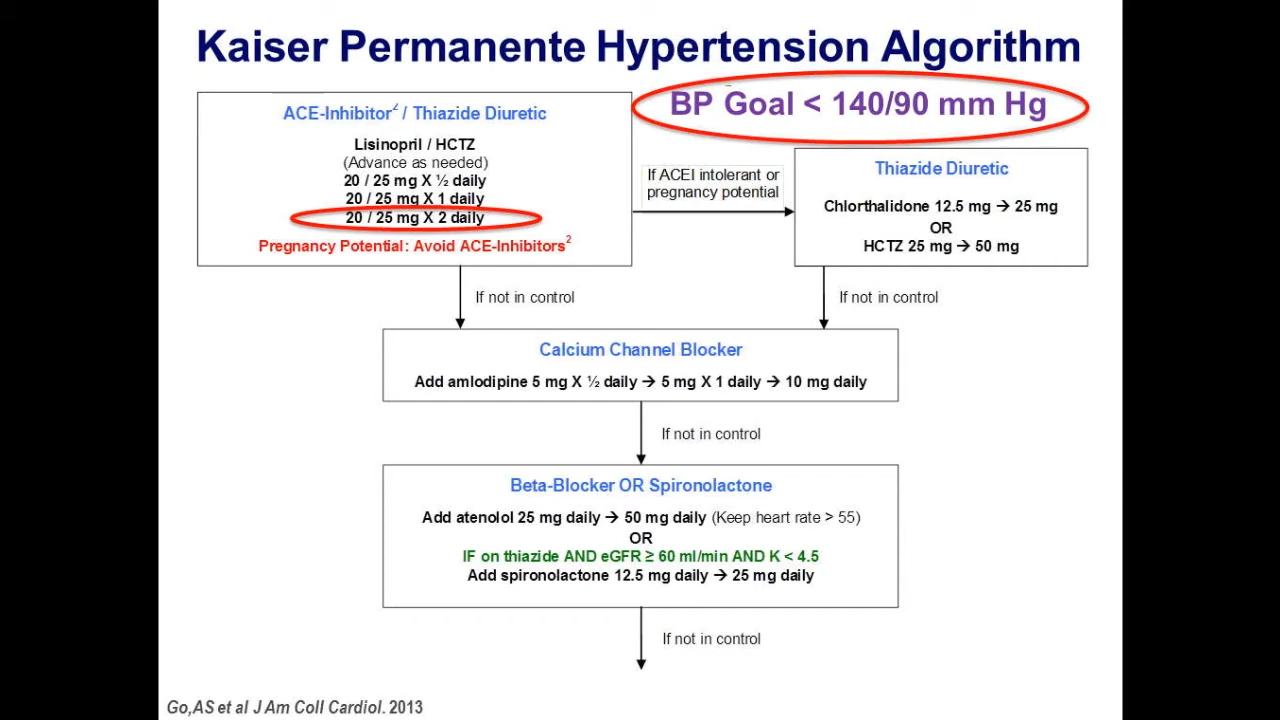 Kaiser Permanente Hypertension Algorithm
BP Goal < 140/90 mm Hg
ACE-Inhibitor² / Thiazide Diuretic
Lisinopril / HCTZ
(Advance as needed)
20 / 25 mg X ½ daily
20 / 25 mg X 1 daily
20 / 25 mg X 2 daily
Pregnancy Potential: Avoid ACE-Inhibitors²
If ACEI intolerant or
pregnancy potential
Thiazide Diuretic
Chlorthalidone 12.5 mg → 25 mg
OR
HCTZ 25 mg → 50 mg
If not in control
If not in control
Calcium Channel Blocker
Add amlodipine 5 mg X ½ daily → 5 mg X 1 daily → 10 mg daily
If not in control
Beta-Blocker OR Spironolactone
Add atenolol 25 mg daily → 50 mg daily (Keep heart rate > 55)
OR
IF on thiazide AND eGFR ≥ 60 ml/min AND K < 4.5
Add spironolactone 12.5 mg daily → 25 mg daily
If not in control
Go,AS et al J Am Coll Cardiol. 2013